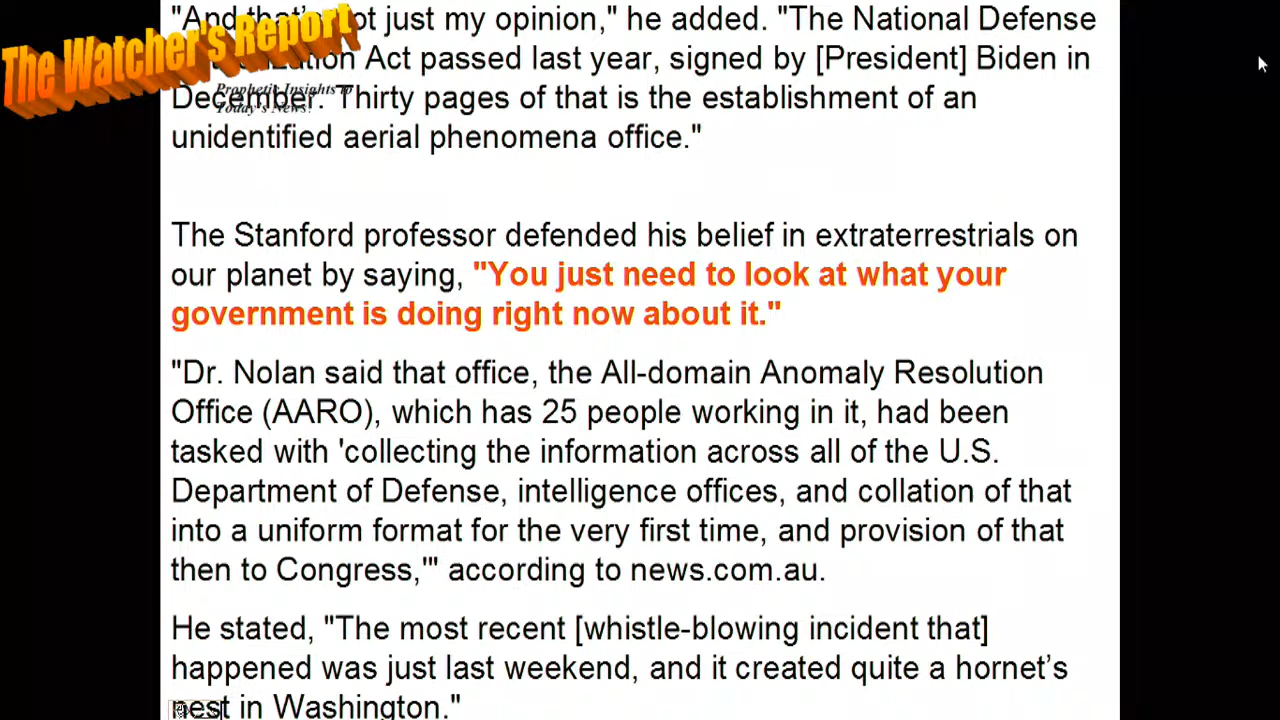 The Watcher's Report
Prophetic Insights to
Today's News!
"And that's not just my opinion," he added. "The National Defense
Act passed last year, signed by [President] Biden in
December. Thirty pages of that is the establishment of an
unidentified aerial phenomena office."
The Stanford professor defended his belief in extraterrestrials on
our planet by saying, "You just need to look at what your
government is doing right now about it."
"Dr. Nolan said that office, the All-domain Anomaly Resolution
Office (AARO), which has 25 people working in it, had been
tasked with 'collecting the information across all of the U.S.
Department of Defense, intelligence offices, and collation of that
into a uniform format for the very first time, and provision of that
then to Congress,'" according to news.com.au.
He stated, "The most recent [whistle-blowing incident that]
happened was just last weekend, and it created quite a hornet's
nest in Washington."